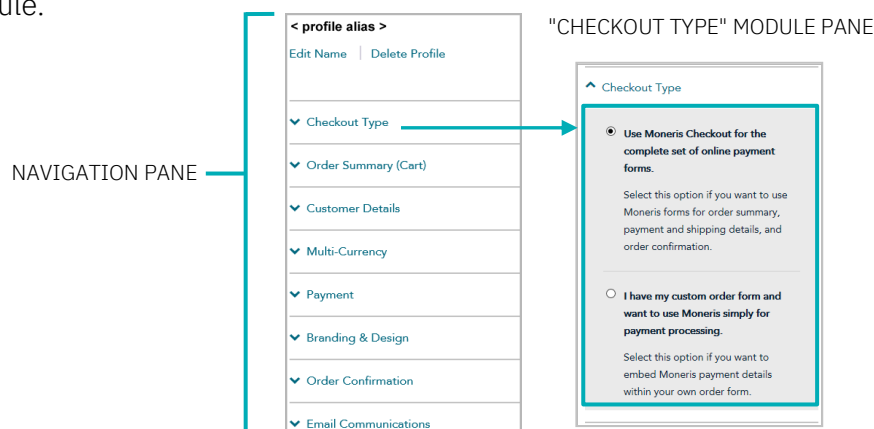 ule.
< profile alias >
Edit Name | Delete Profile
Checkout Type
Order Summary (Cart)
Customer Details
Multi-Currency
Payment
Branding & Design
Order Confirmation
Email Communications
NAVIGATION PANE
"CHECKOUT TYPE" MODULE PANE
Checkout Type
Use Moneris Checkout for the
complete set of online payment
forms.
Select this option if you want to use
Moneris forms for order summary,
payment and shipping details, and
order confirmation.
I have my custom order form and
want to use Moneris simply for
payment processing.
Select this option if you want to
embed Moneris payment details
within your own order form.